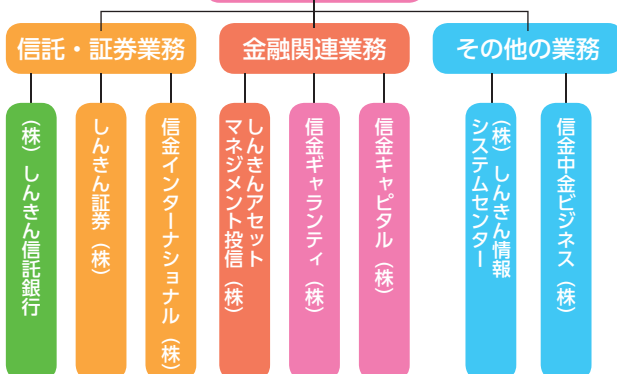 信託・証券業務
金融関連業務
その他の業務
(株)しんきん信託銀行
しんきん証券(株)
信金インターナショナル(株)
しんきんアセット
マネジメント投信(株)
信金ギャランティ(株)
信金キャピタル(株)
(株)しんきん情報
システムセンター
信金中金ビジネス(株)